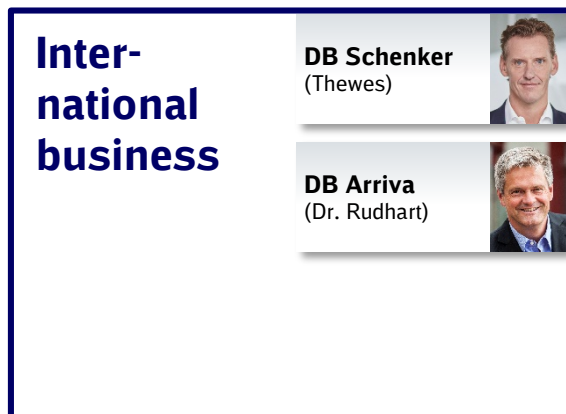 Inter-
national
business
DB Schenker
(Thewes)
DB Arriva
(Dr. Rudhart)